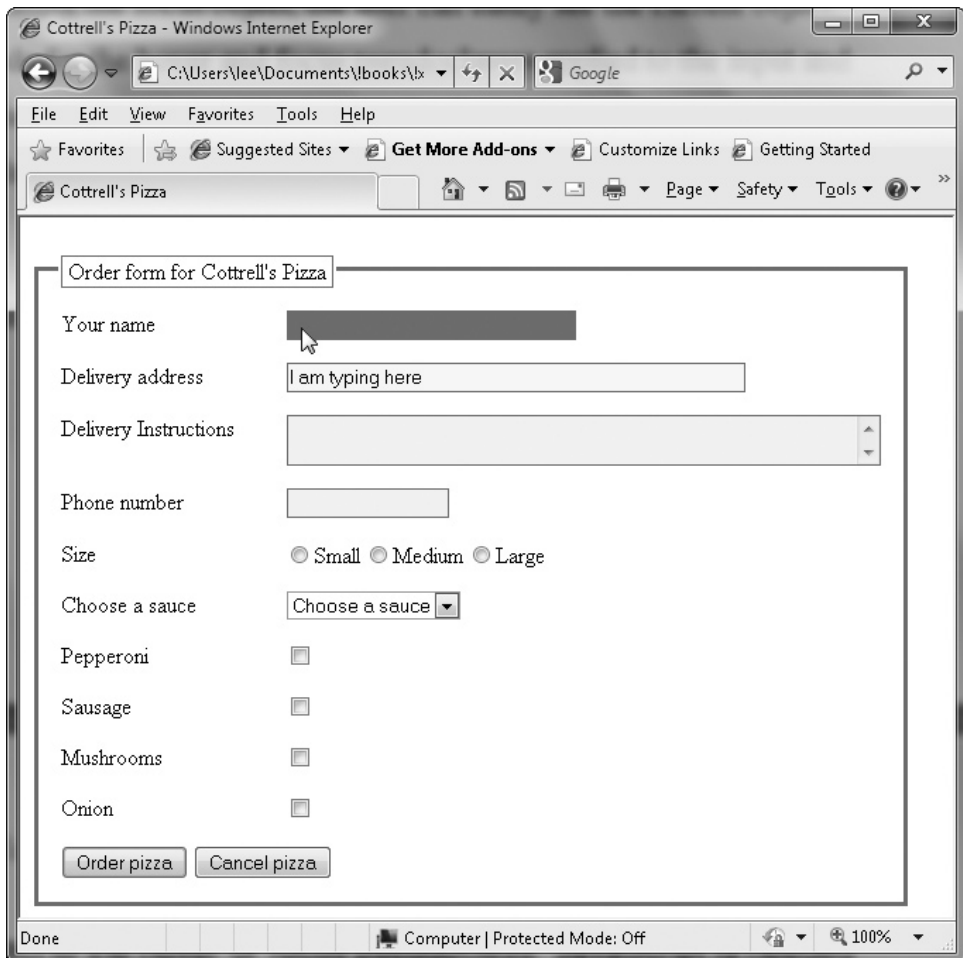 Cottrell's Pizza - Windows Internet Explorer
C:\Users\lee\Documents\!books\!x Google
File Edit View Favorites Tools Help
Favorites Suggested Sites Get More Add-ons Customize Links Getting Started
Cottrell's Pizza Page Safety Tools »
Order form for Cottrell's Pizza
Your name
Delivery address I am typing here
Delivery Instructions
Phone number
Size Small Medium Large
Choose a sauce Choose a sauce
Pepperoni
Sausage
Mushrooms
Onion
Order pizza Cancel pizza
Done Computer | Protected Mode: Off 100%